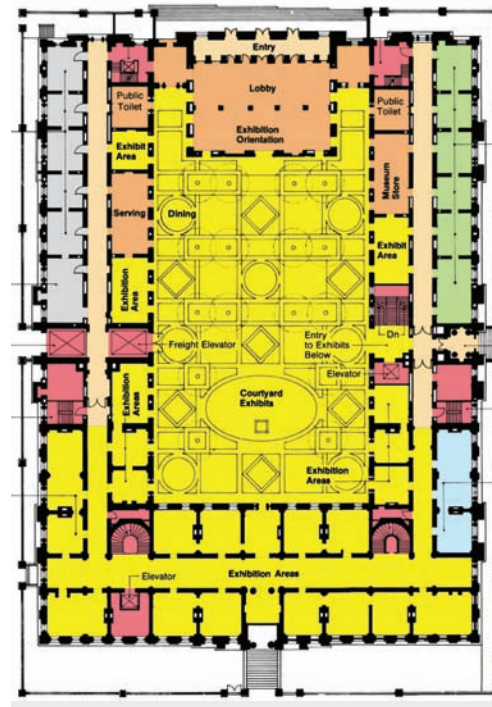 Entry
Lobby
Exhibition
Orientation
Public
Toilet
Public
Toilet
Exhibit
Area
Serving
Dining
Museum
Store
Exhibit
Area
Exhibition
Area
Freight Elevator
Entry
to Exhibits
Below
Dn
Elevator
Exhibition
Areas
Courtyard
Exhibits
Exhibition
Areas
Elevator
Exhibition Areas